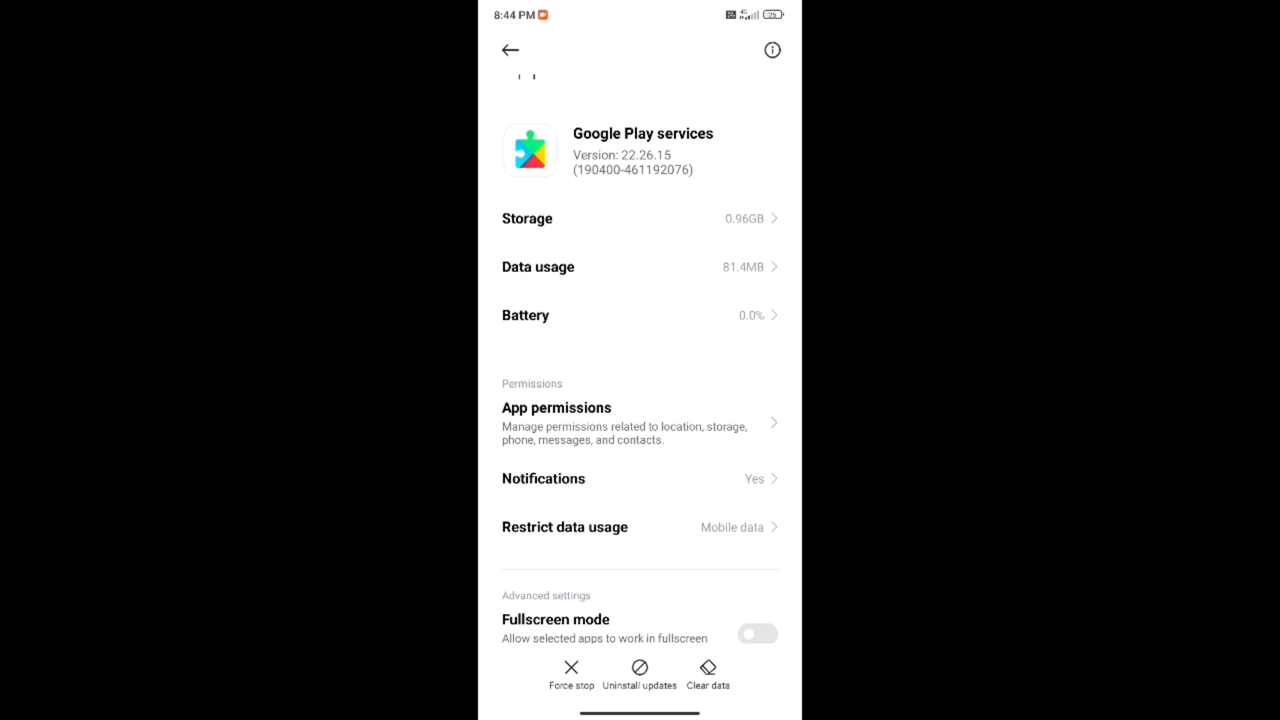 8:44 PM
4G
25
Google Play services
Version: 22.26.15
(190400-461192076)
Storage
0.96GB
Data usage
81.4MB
Battery
0.0%
Permissions
App permissions
Manage permissions related to location, storage,
phone, messages, and contacts.
Notifications
Yes
Restrict data usage
Mobile data
Advanced settings
Fullscreen mode
Allow selected apps to work in fullscreen
Force stop
Uninstall updates
Clear data